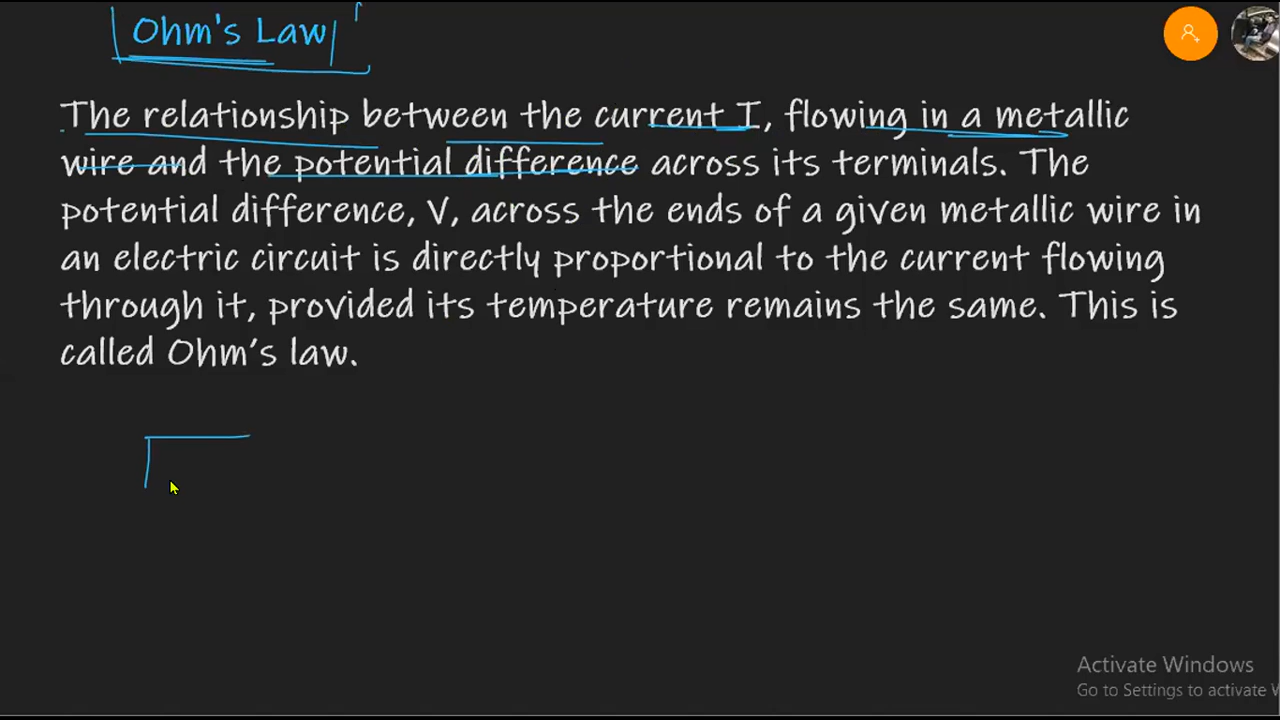 Ohm's Law
The relationship between the current I, flowing in a metallic
wire and the potential difference across its terminals. The
potential difference, V, across the ends of a given metallic wire in
an electric circuit is directly proportional to the current flowing
through it, provided its temperature remains the same. This is
called Ohm's law.
Activate Windows
Go to Settings to activate W